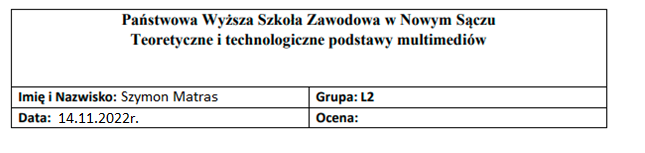 Państwowa Wyższa Szkoła Zawodowa w Nowym Sączu
Teoretyczne i technologiczne podstawy multimediów
Imię i Nazwisko: Szymon Matras
Grupa: L2
Data: 14.11.2022r.
Ocena: